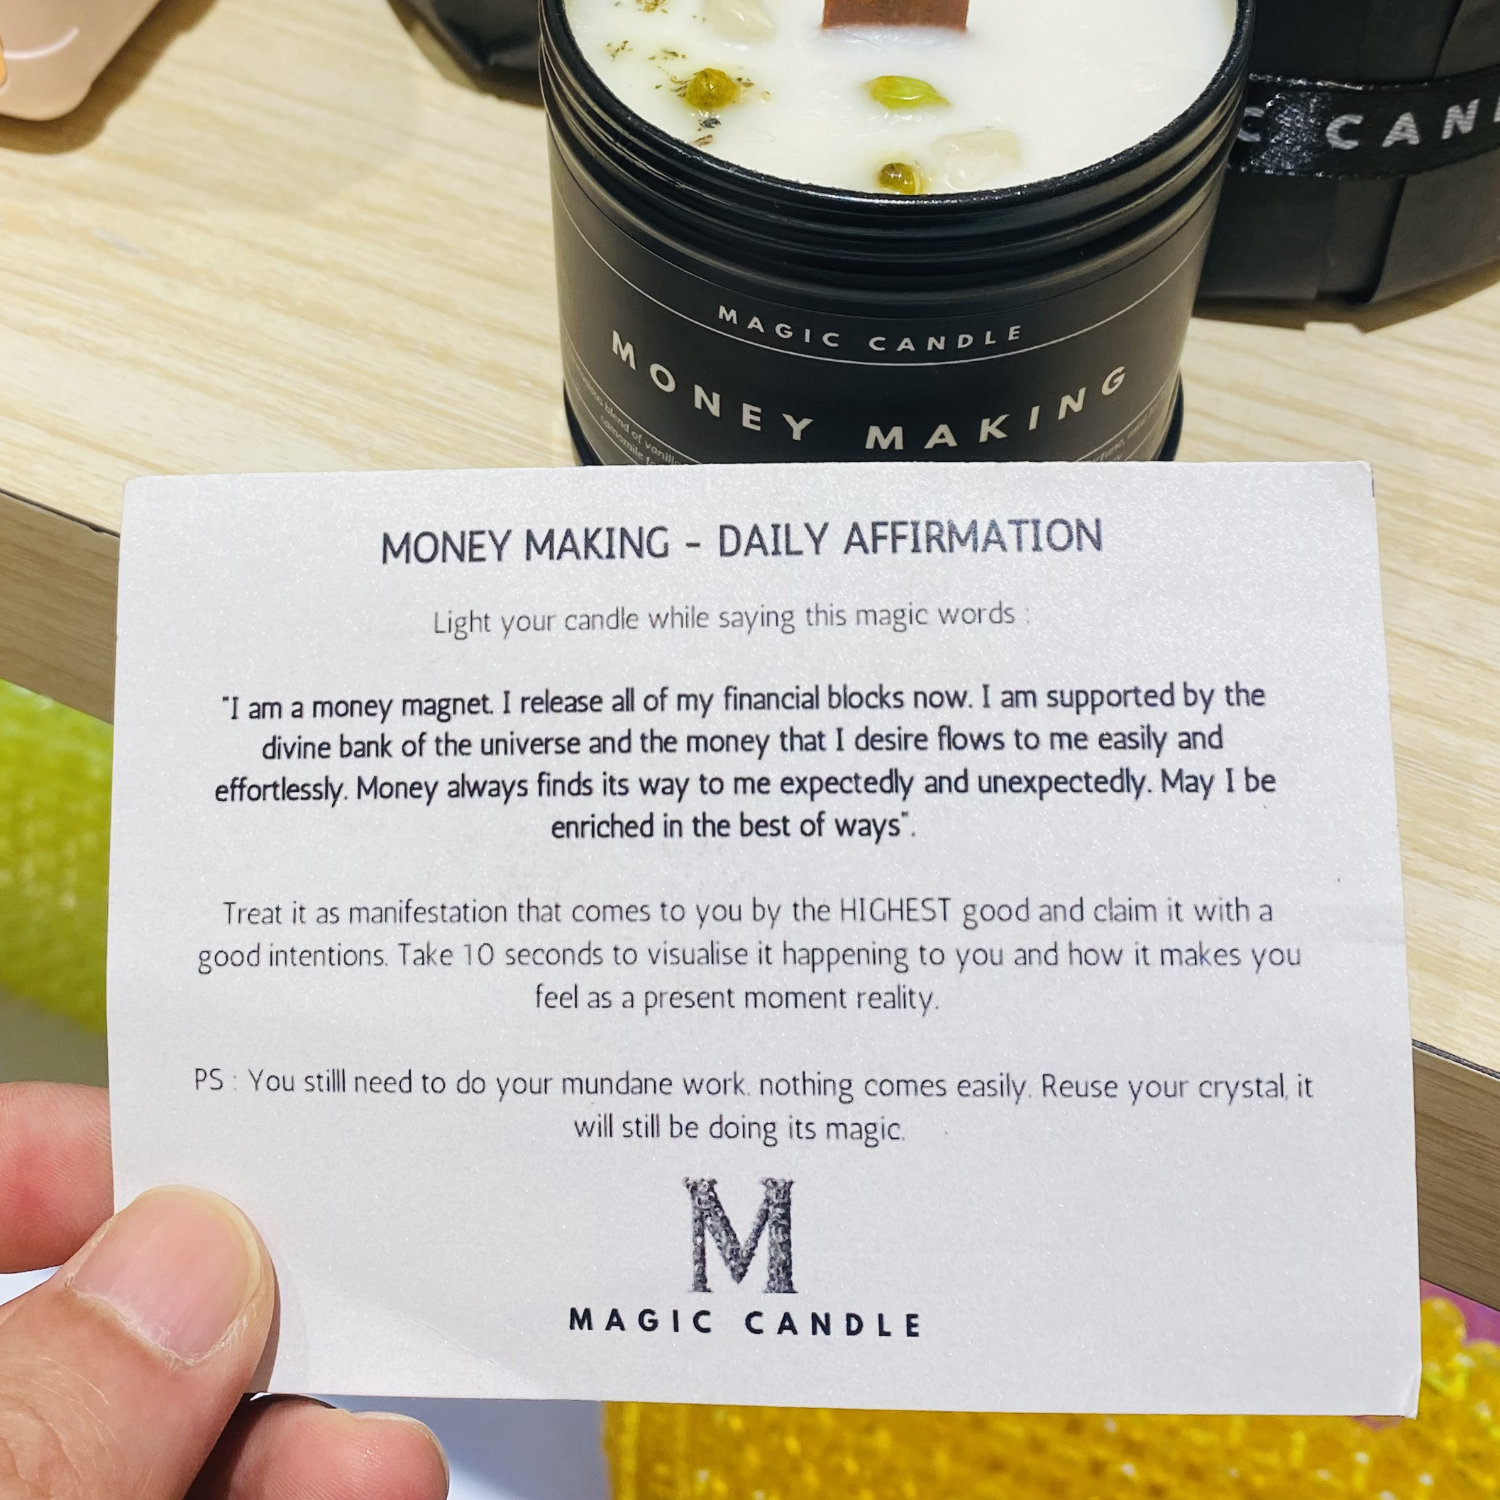 C CAN
MAGIC CANDLE
MONEY MAKING
blend of vanilla
camomile
MONEY MAKING - DAILY AFFIRMATION
Light your candle while saying this magic words :
"I am a money magnet. I release all of my financial blocks now. I am supported by the
divine bank of the universe and the money that I desire flows to me easily and
effortlessly. Money always finds its way to me expectedly and unexpectedly. May I be
enriched in the best of ways".
Treat it as manifestation that comes to you by the HIGHEST good and claim it with a
good intentions. Take 10 seconds to visualise it happening to you and how it makes you
feel as a present moment reality.
PS : You stilll need to do your mundane work. nothing comes easily. Reuse your crystal, it
will still be doing its magic.
M
MAGIC CANDLE